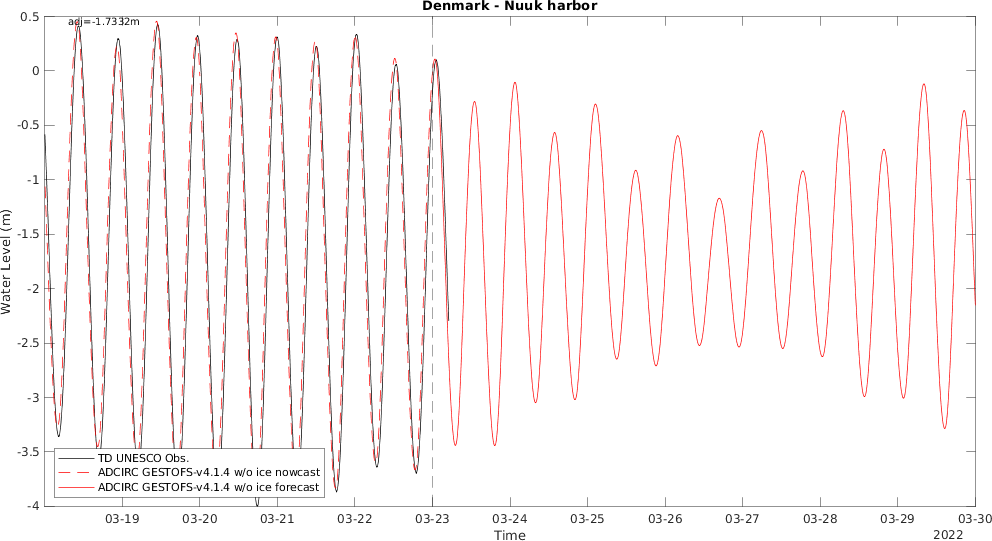 Denmark - Nuuk harbor
adj=-1.7332m
0.5
0
-0.5
-1
-1.5
-2
-2.5
-3
-3.5
-4
Water Level (m)
TD UNESCO Obs.
ADCIRC GESTOFS-v4.1.4 w/o ice nowcast
ADCIRC GESTOFS-v4.1.4 w/o ice forecast
03-19 03-20 03-21 03-22 03-23 03-24 03-25 03-26 03-27 03-28 03-29 03-30
Time
2022